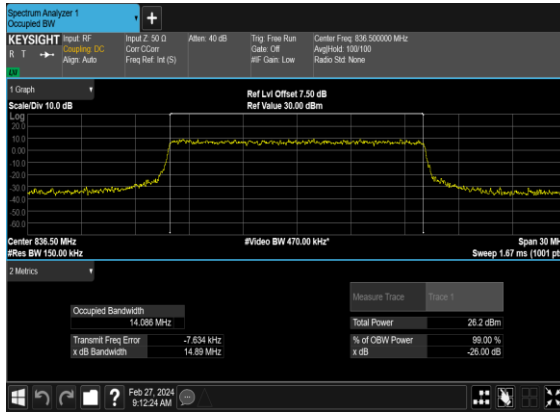 Spectrum Analyzer 1
Occupied BW
+
KEYSIGHT Input: RF Input Z: 50 Ω Atten: 40 dB Trig: Free Run Center Freq: 836.500000 MHz
R T Coupling: DC Corr CCorr Gate: Off Avg|Hold: 100/100
Align: Auto Freq Ref: Int (S) #IF Gain: Low Radio Std: None
1 Graph
Ref Lvl Offset 7.50 dB
Scale/Div 10.0 dB Ref Value 30.00 dBm
Log
20.0
10.0
0.00
-10.0
-20.0
-30.0
-40.0
-50.0
-60.0
Center 836.50 MHz #Video BW 470.00 kHz* Span 30 MH
#Res BW 150.00 kHz Sweep 1.67 ms (1001 pt
2 Metrics
Measure Trace Trace 1
Occupied Bandwidth
14.086 MHz
Total Power 26.2 dBm
Transmit Freq Error -7.634 kHz % of OBW Power 99.00 %
x dB Bandwidth 14.89 MHz x dB -26.00 dB
? Feb 27, 2024
9:12:24 AM